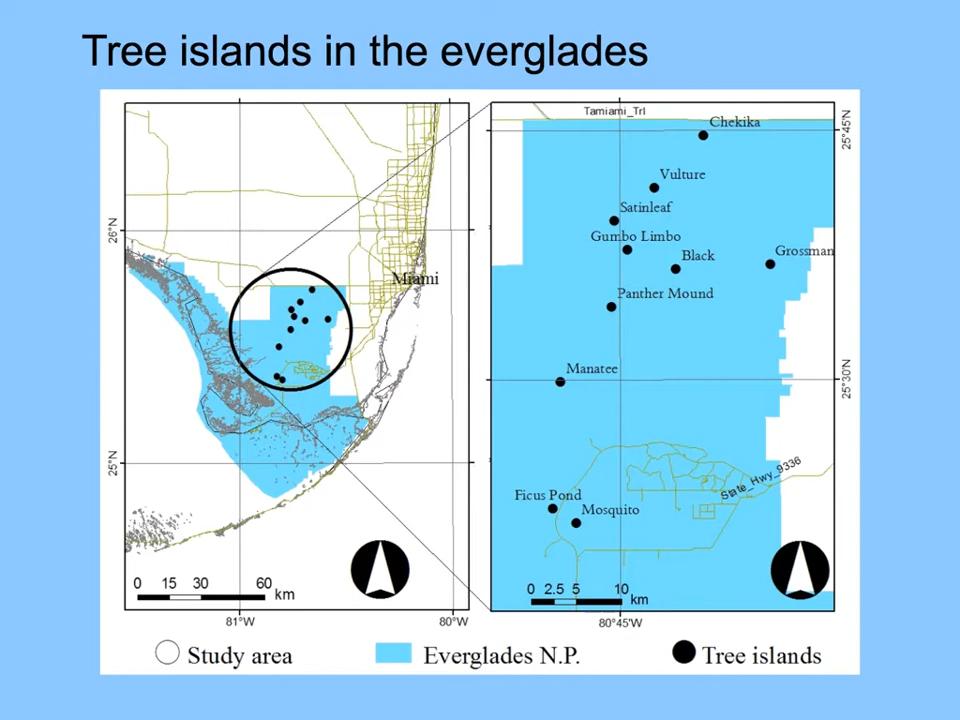 Tree islands in the everglades
26°N
25°N
81°W
80°W
Miami
0 15 30 60
km
Tamiami_Trl
Chekika
Vulture
Satinleaf
Gumbo Limbo
Black
Grossman
Panther Mound
Manatee
State_Hwy_9336
Ficus Pond
Mosquito
0 2.5 5 10
km
25°45'N
25°30'N
80°45'W
Study area
Everglades N.P.
Tree islands